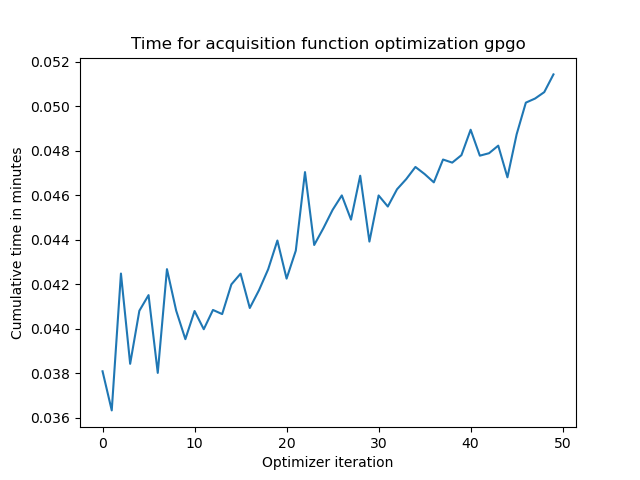 Time for acquisition function optimization gpgo
0.052
0.050
0.048
0.046
0.044
0.042
0.040
0.038
0.036
Cumulative time in minutes
0 10 20 30 40 50
Optimizer iteration